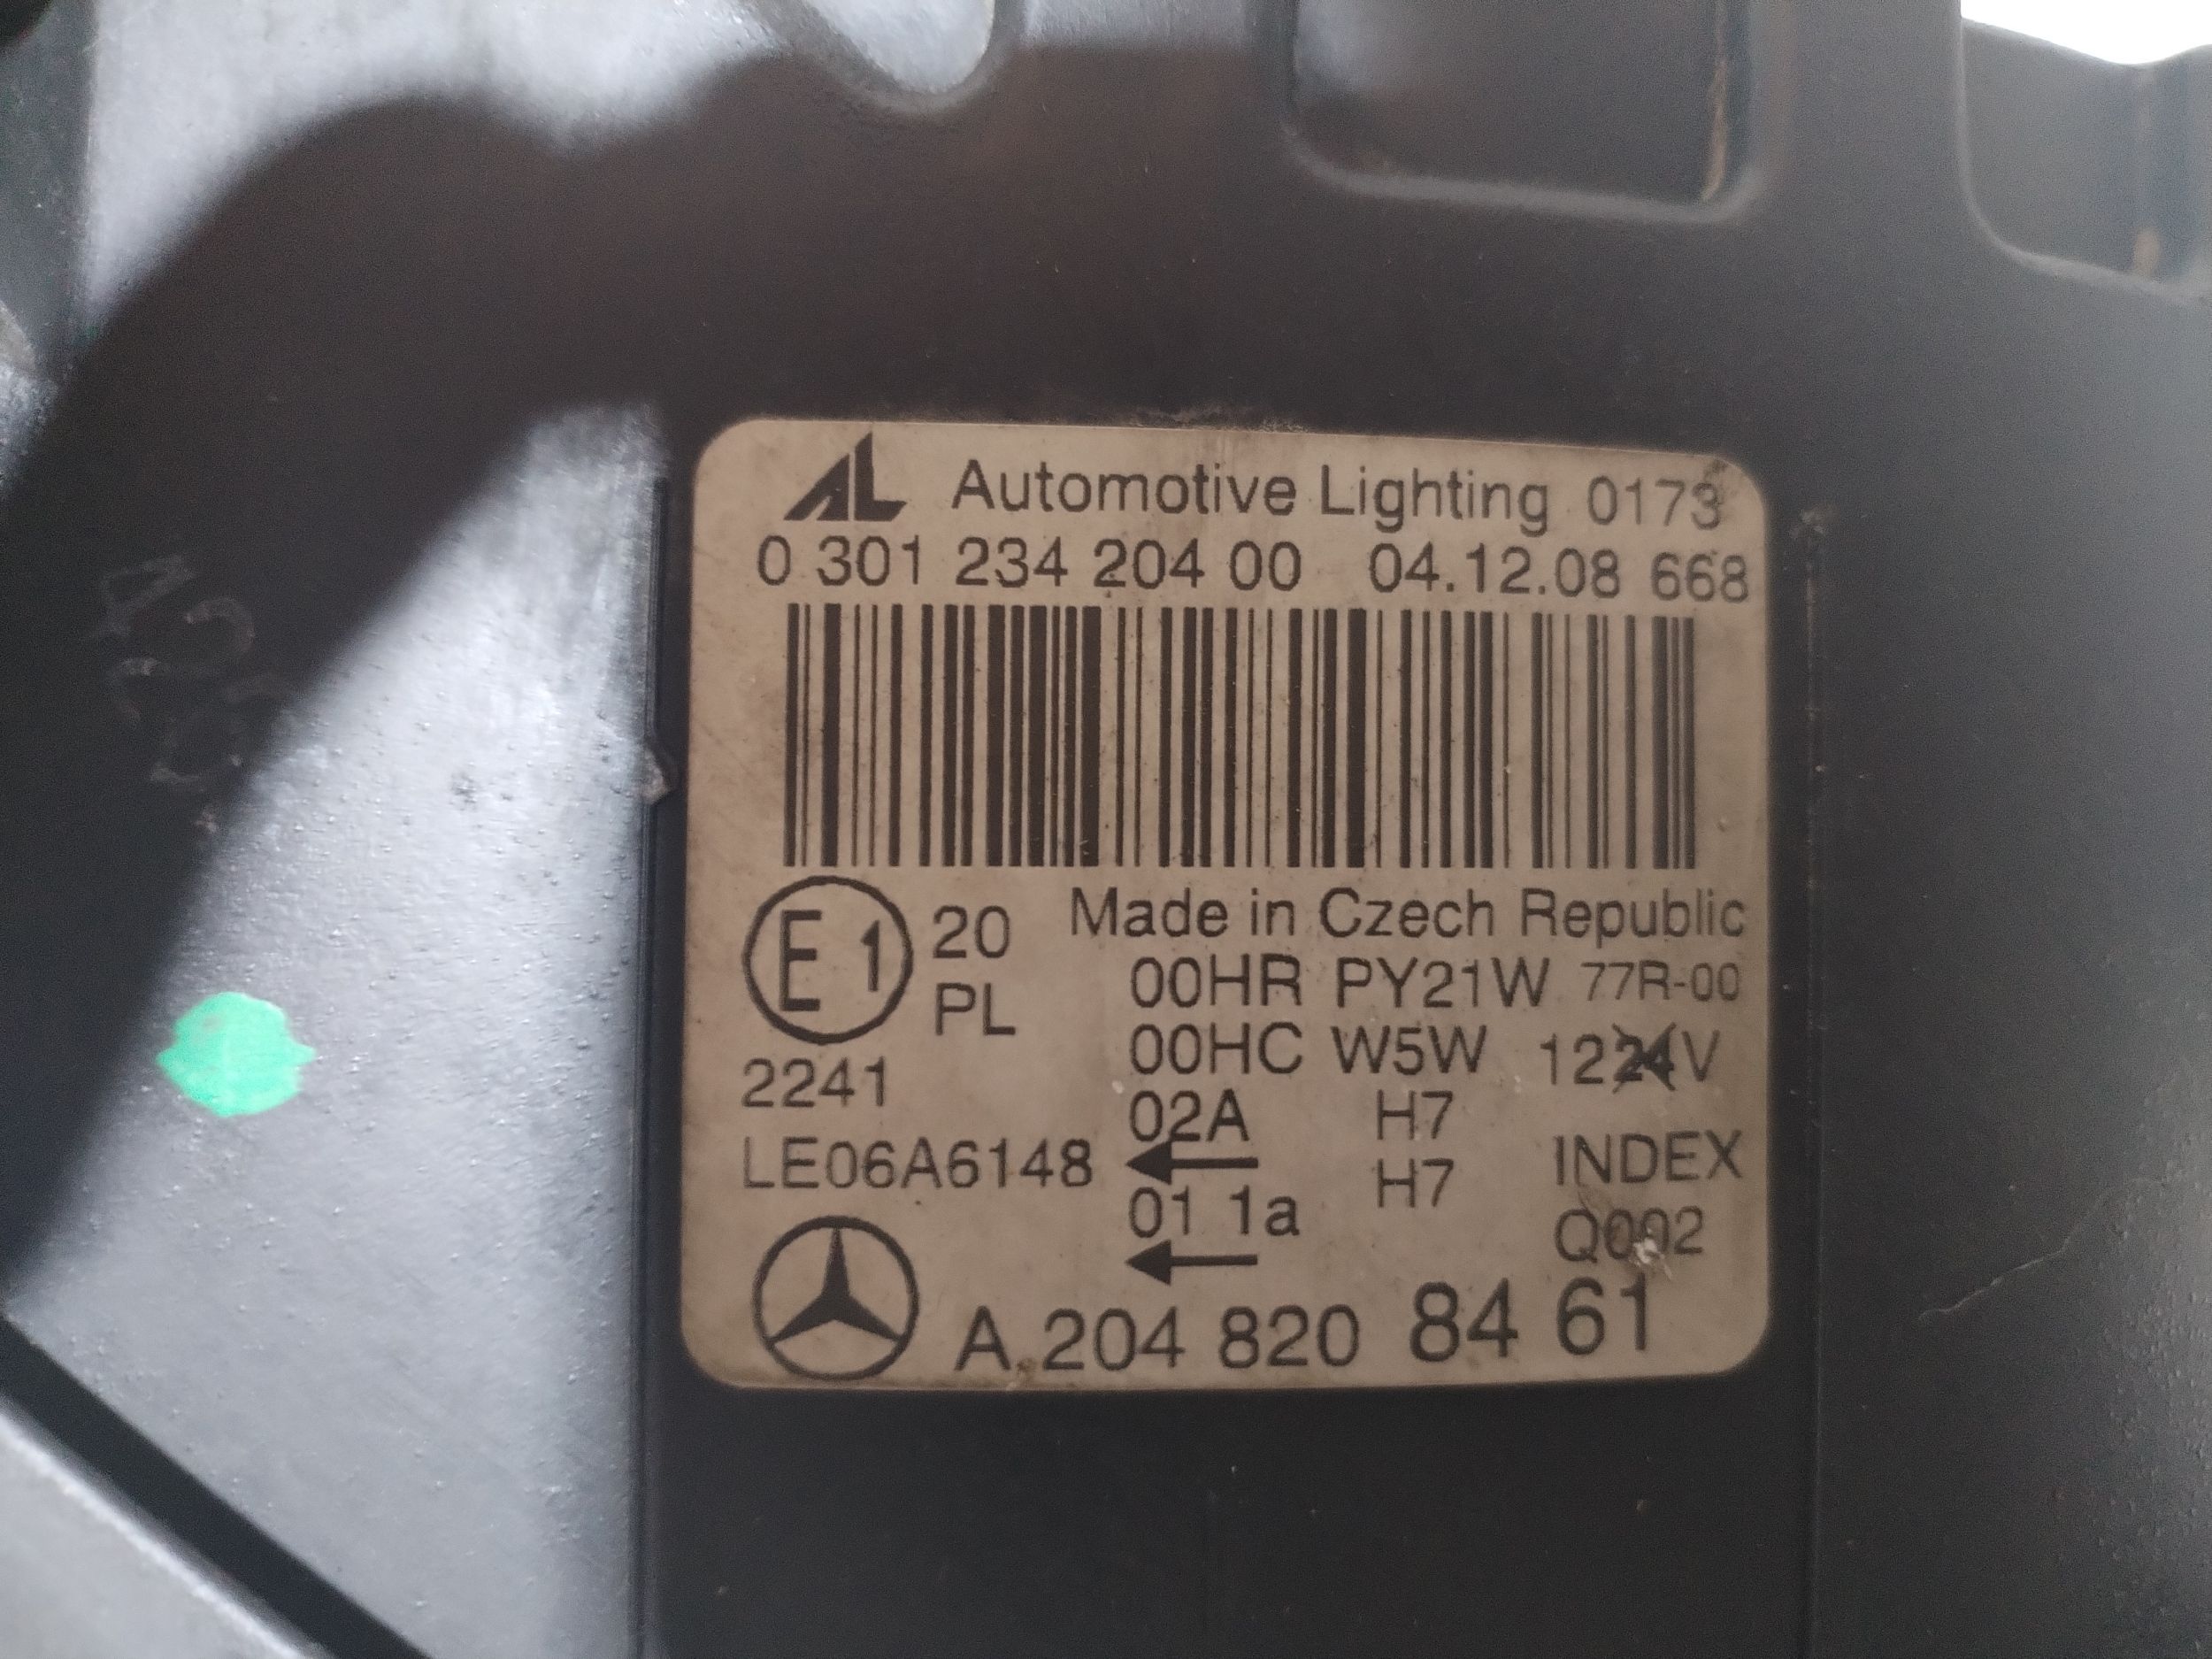 AL Automotive Lighting 0173
0 301 234 204 00 04.12.08 668
Made in Czech Republic
E1 20 00HR PY21W 77R-00
PL 00HC W5W 1224V
2241 02A H7
LE06A6148 ← H7 INDEX
01 1a Q002
←
A 204 820 84 61